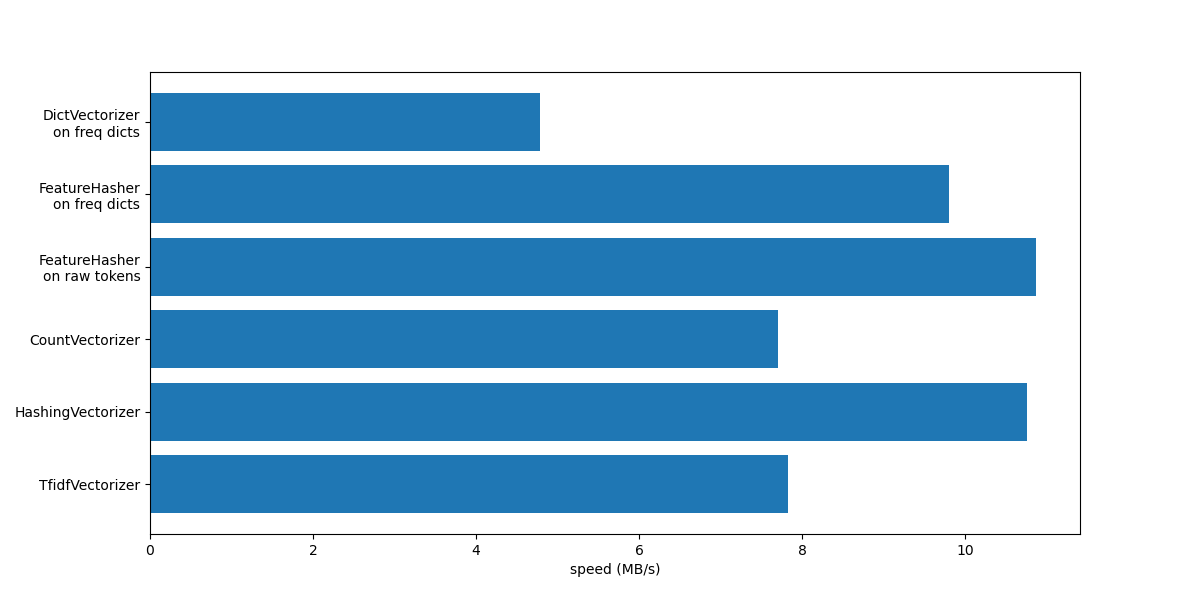 DictVectorizer
on freq dicts
FeatureHasher
on freq dicts
FeatureHasher
on raw tokens
CountVectorizer
HashingVectorizer
TfidfVectorizer
0 2 4 6 8 10
speed (MB/s)